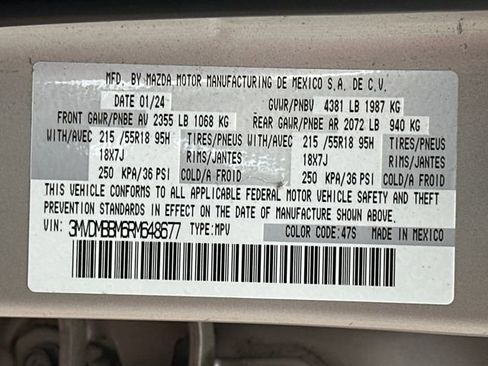 MFD. BY MAZDA MOTOR MANUFACTURING DE MEXICO S.A. DE C.V.
DATE 01/24 GVWR/PNBV 4381 LB 1987 KG
FRONT GAWR/PNBE AV 2355 LB 1068 KG REAR GAWR/PNBE AR 2072 LB 940 KG
WITH/AVEC 215 /55R18 95H TIRES/PNEUS WITH/AVEC 215 /55R18 95H TIRES/PNEUS
18X7J RIMS/JANTES 18X7J RIMS/JANTES
250 KPA/36 PSI COLD/A FROID 250 KPA/36 PSI COLD/A FROID
THIS VEHICLE CONFORMS TO ALL APPLICABLE FEDERAL MOTOR VEHICLE SAFETY AND THEFT
PREVENTION STANDARDS IN EFFECT ON THE DATE OF MANUFACTURE SHOWN ABOVE.
VIN: 3MVDMBBM6RM648677 TYPE:MPV COLOR CODE:47S MADE IN MEXICO